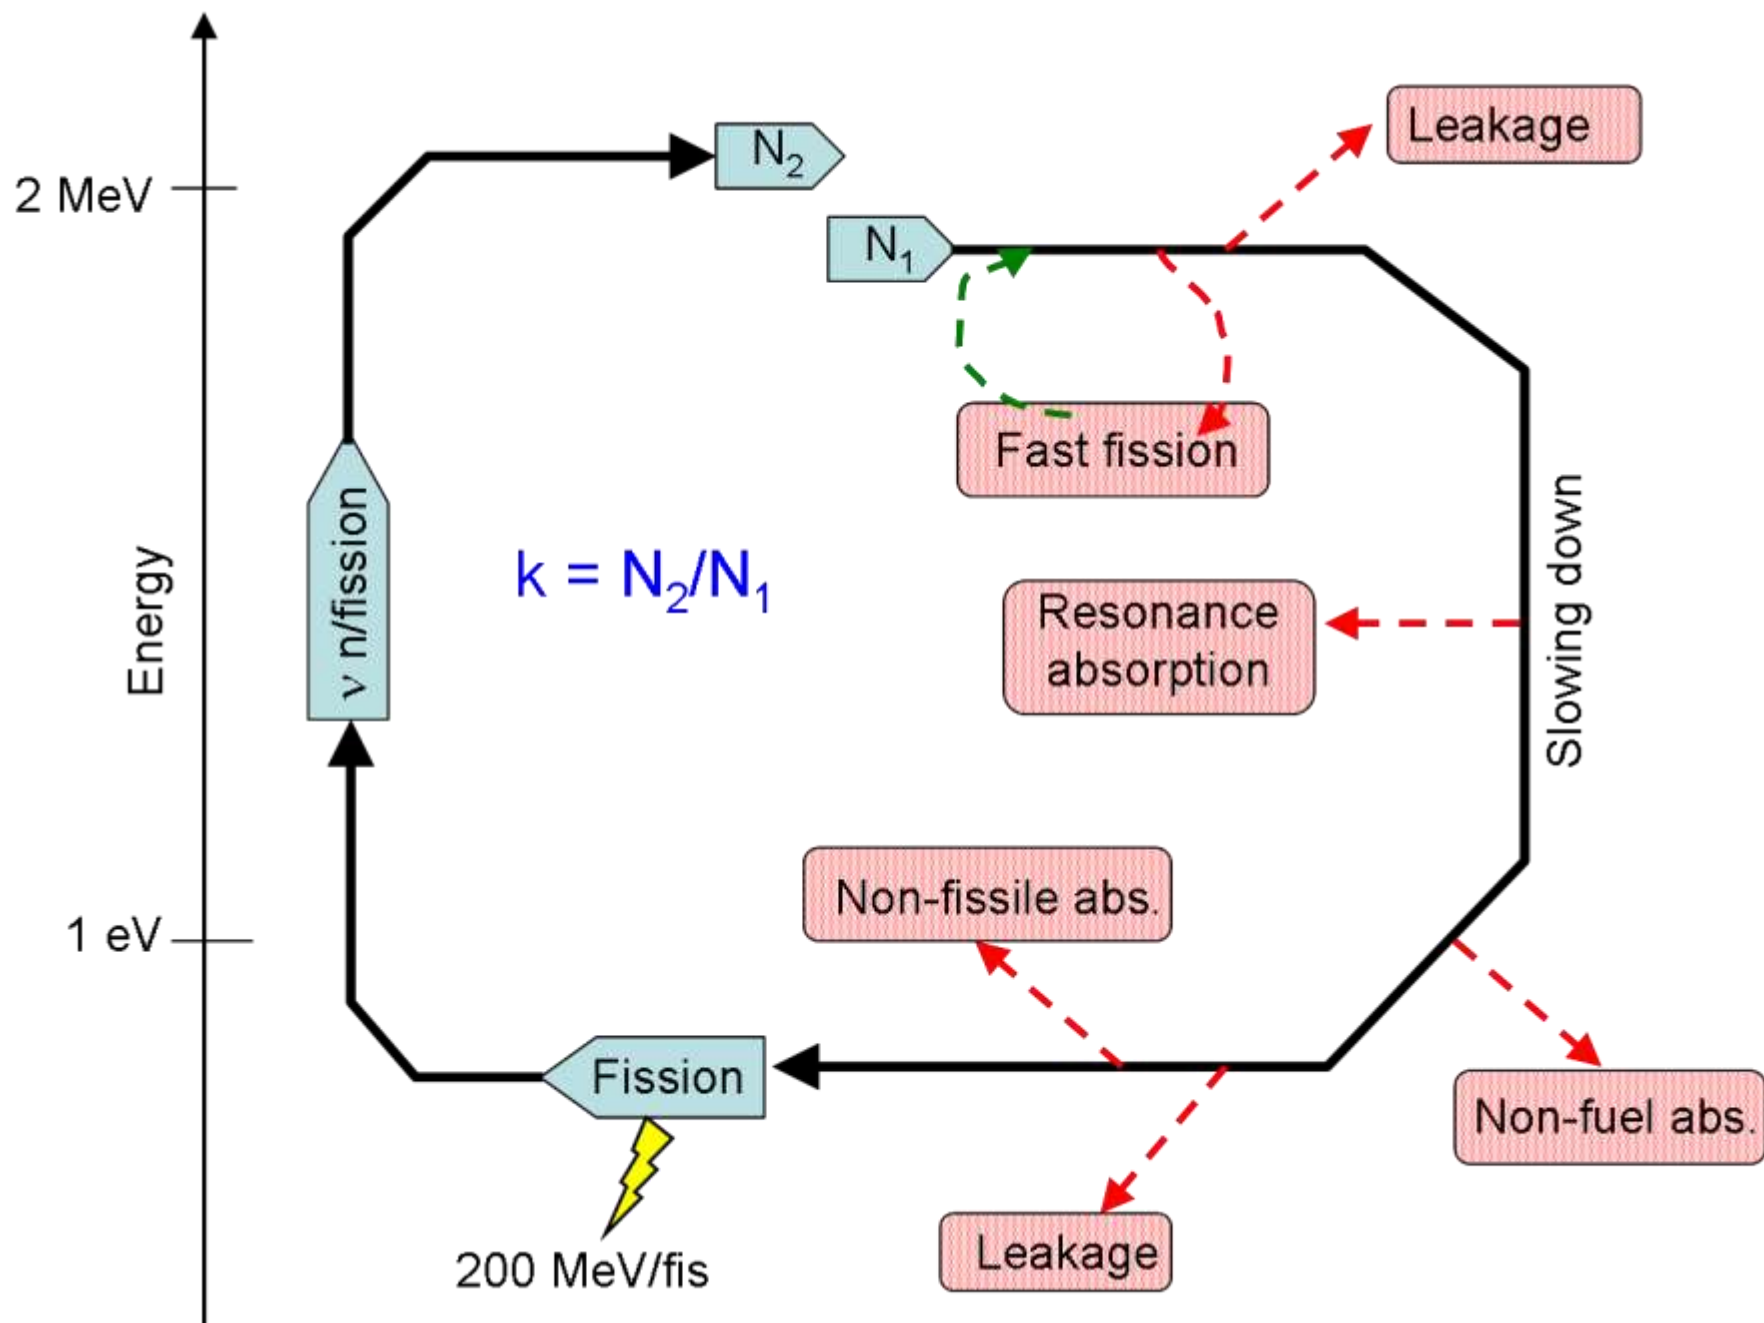 Leakage
N₂
2 MeV
N₁
Fast fission
ν n/fission
Energy
k = N₂/N₁
Resonance
absorption
Slowing down
Non-fissile abs.
1 eV
Fission
Non-fuel abs.
Leakage
200 MeV/fis